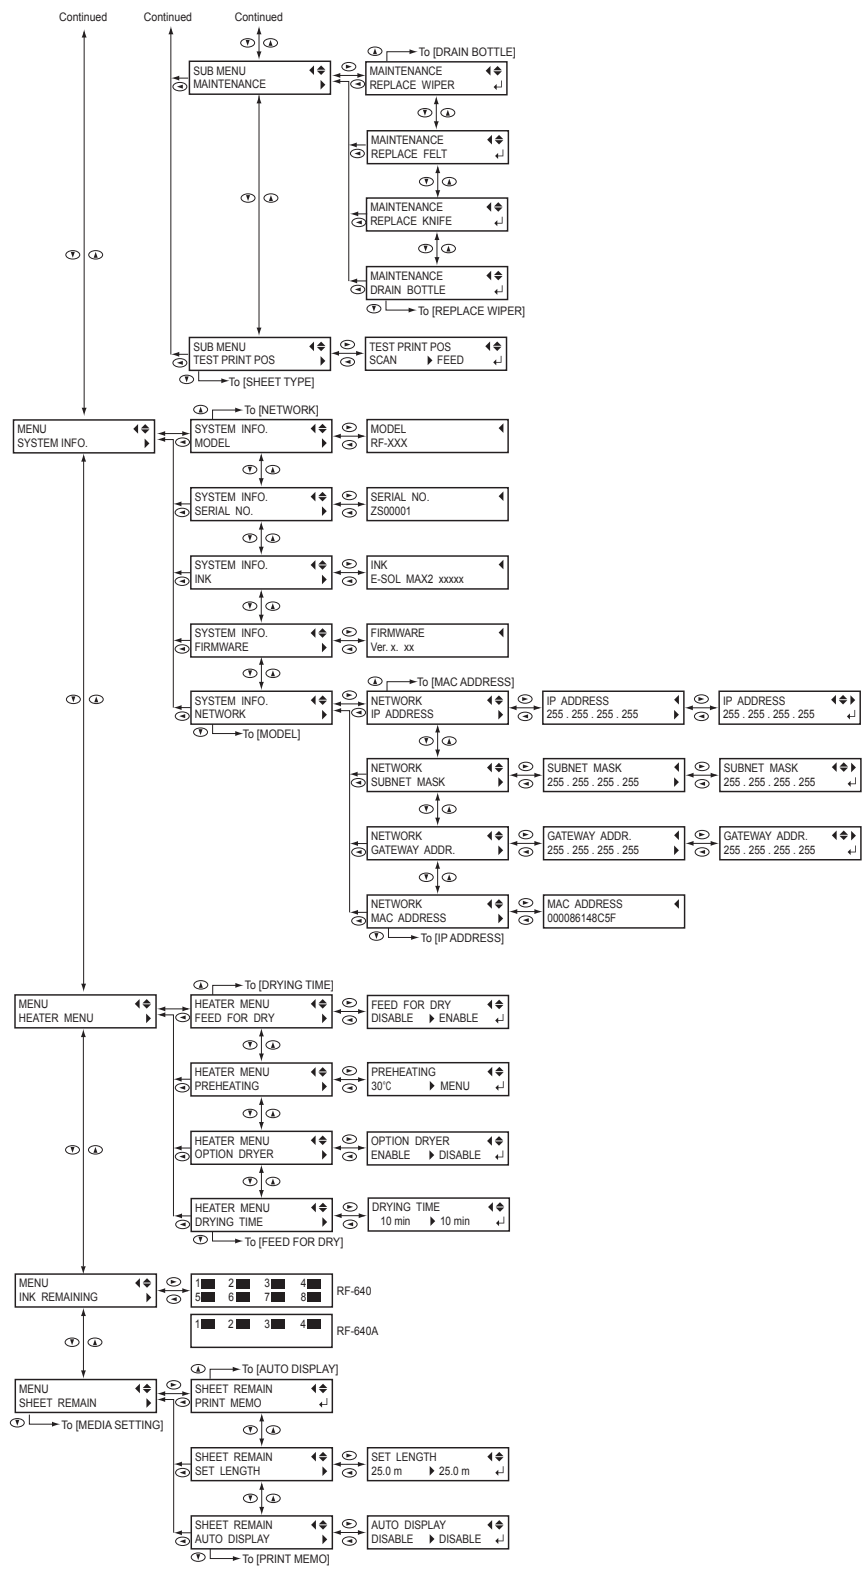 Continued Continued Continued
To [DRAIN BOTTLE]
SUB MENU
MAINTENANCE
MAINTENANCE
REPLACE WIPER
MAINTENANCE
REPLACE FELT
MAINTENANCE
REPLACE KNIFE
MAINTENANCE
DRAIN BOTTLE
To [REPLACE WIPER]
SUB MENU
TEST PRINT POS
TEST PRINT POS
SCAN FEED
To [SHEET TYPE]
To [NETWORK]
MENU
SYSTEM INFO.
SYSTEM INFO.
MODEL
MODEL
RF-XXX
SYSTEM INFO.
SERIAL NO.
SERIAL NO.
ZS00001
SYSTEM INFO.
INK
INK
E-SOL MAX2 xxxxx
SYSTEM INFO.
FIRMWARE
FIRMWARE
Ver. x. xx
To [MAC ADDRESS]
SYSTEM INFO.
NETWORK
To [MODEL]
NETWORK
IP ADDRESS
IP ADDRESS
255 . 255 . 255 . 255
IP ADDRESS
255 . 255 . 255 . 255
NETWORK
SUBNET MASK
SUBNET MASK
255 . 255 . 255 . 255
SUBNET MASK
255 . 255 . 255 . 255
NETWORK
GATEWAY ADDR.
GATEWAY ADDR.
255 . 255 . 255 . 255
GATEWAY ADDR.
255 . 255 . 255 . 255
NETWORK
MAC ADDRESS
MAC ADDRESS
000086148C5F
To [IP ADDRESS]
To [DRYING TIME]
MENU
HEATER MENU
HEATER MENU
FEED FOR DRY
FEED FOR DRY
DISABLE ENABLE
HEATER MENU
PREHEATING
PREHEATING
30°C MENU
HEATER MENU
OPTION DRYER
OPTION DRYER
ENABLE DISABLE
HEATER MENU
DRYING TIME
DRYING TIME
10 min 10 min
To [FEED FOR DRY]
MENU
INK REMAINING
1 2 3 4
5 6 7 8
RF-640
1 2 3 4
RF-640A
To [AUTO DISPLAY]
MENU
SHEET REMAIN
To [MEDIA SETTING]
SHEET REMAIN
PRINT MEMO
SHEET REMAIN
SET LENGTH
SET LENGTH
25.0 m 25.0 m
SHEET REMAIN
AUTO DISPLAY
AUTO DISPLAY
DISABLE DISABLE
To [PRINT MEMO]